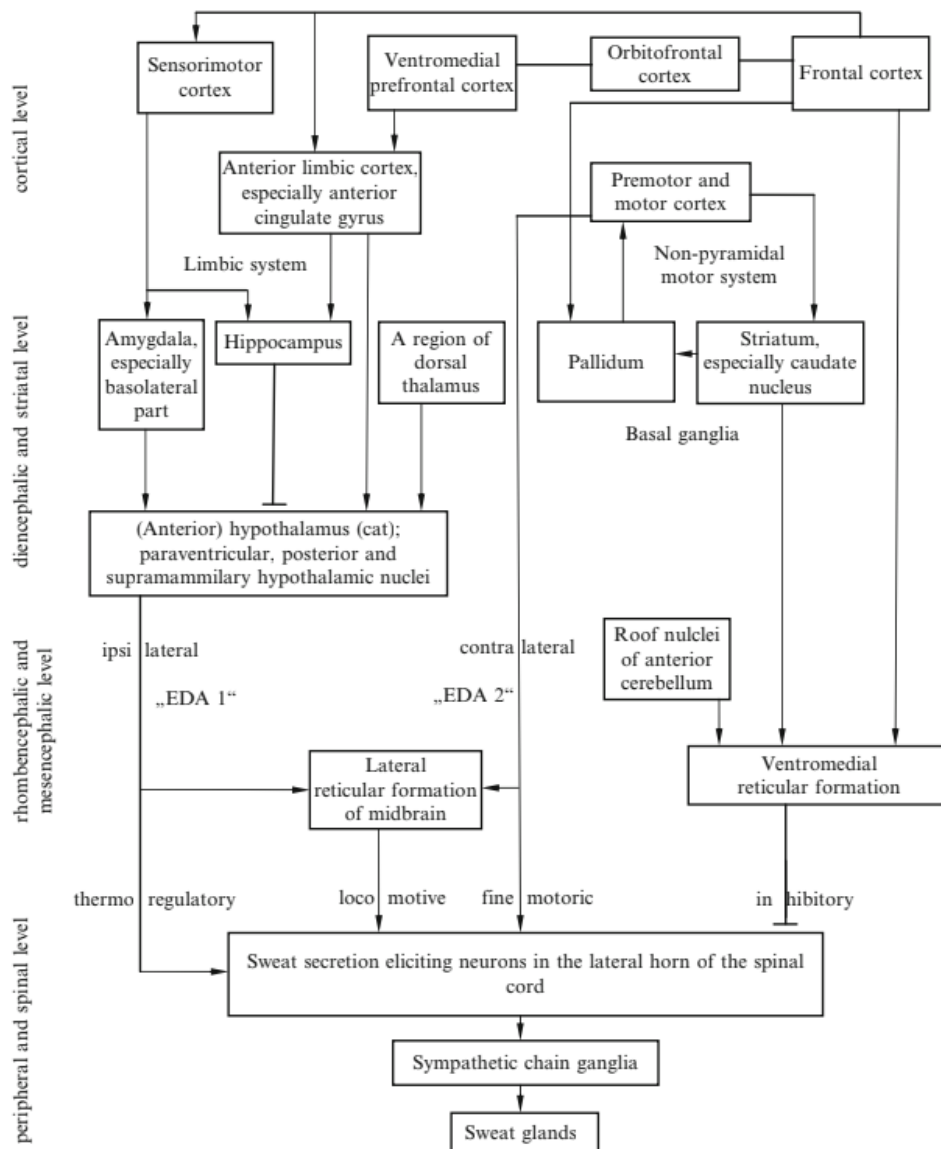 cortical level
diencephalic and striatal level
rhombencephalic and
mesencephalic level
peripheral and spinal level
Sensorimotor
cortex
Ventromedial
prefrontal cortex
Orbitofrontal
cortex
Frontal cortex
Anterior limbic cortex,
especially anterior
cingulate gyrus
Premotor and
motor cortex
Limbic system
Non-pyramidal
motor system
Amygdala,
especially
basolateral
part
Hippocampus
A region of
dorsal
thalamus
Pallidum
Striatum,
especially caudate
nucleus
Basal ganglia
(Anterior) hypothalamus (cat);
paraventricular, posterior and
supramammilary hypothalamic nuclei
ipsi lateral
contra lateral
Roof nulclei
of anterior
cerebellum
„EDA 1“
„EDA 2“
Lateral
reticular formation
of midbrain
Ventromedial
reticular formation
thermo regulatory
loco motive
fine motoric
in hibitory
Sweat secretion eliciting neurons in the lateral horn of the spinal
cord
Sympathetic chain ganglia
Sweat glands